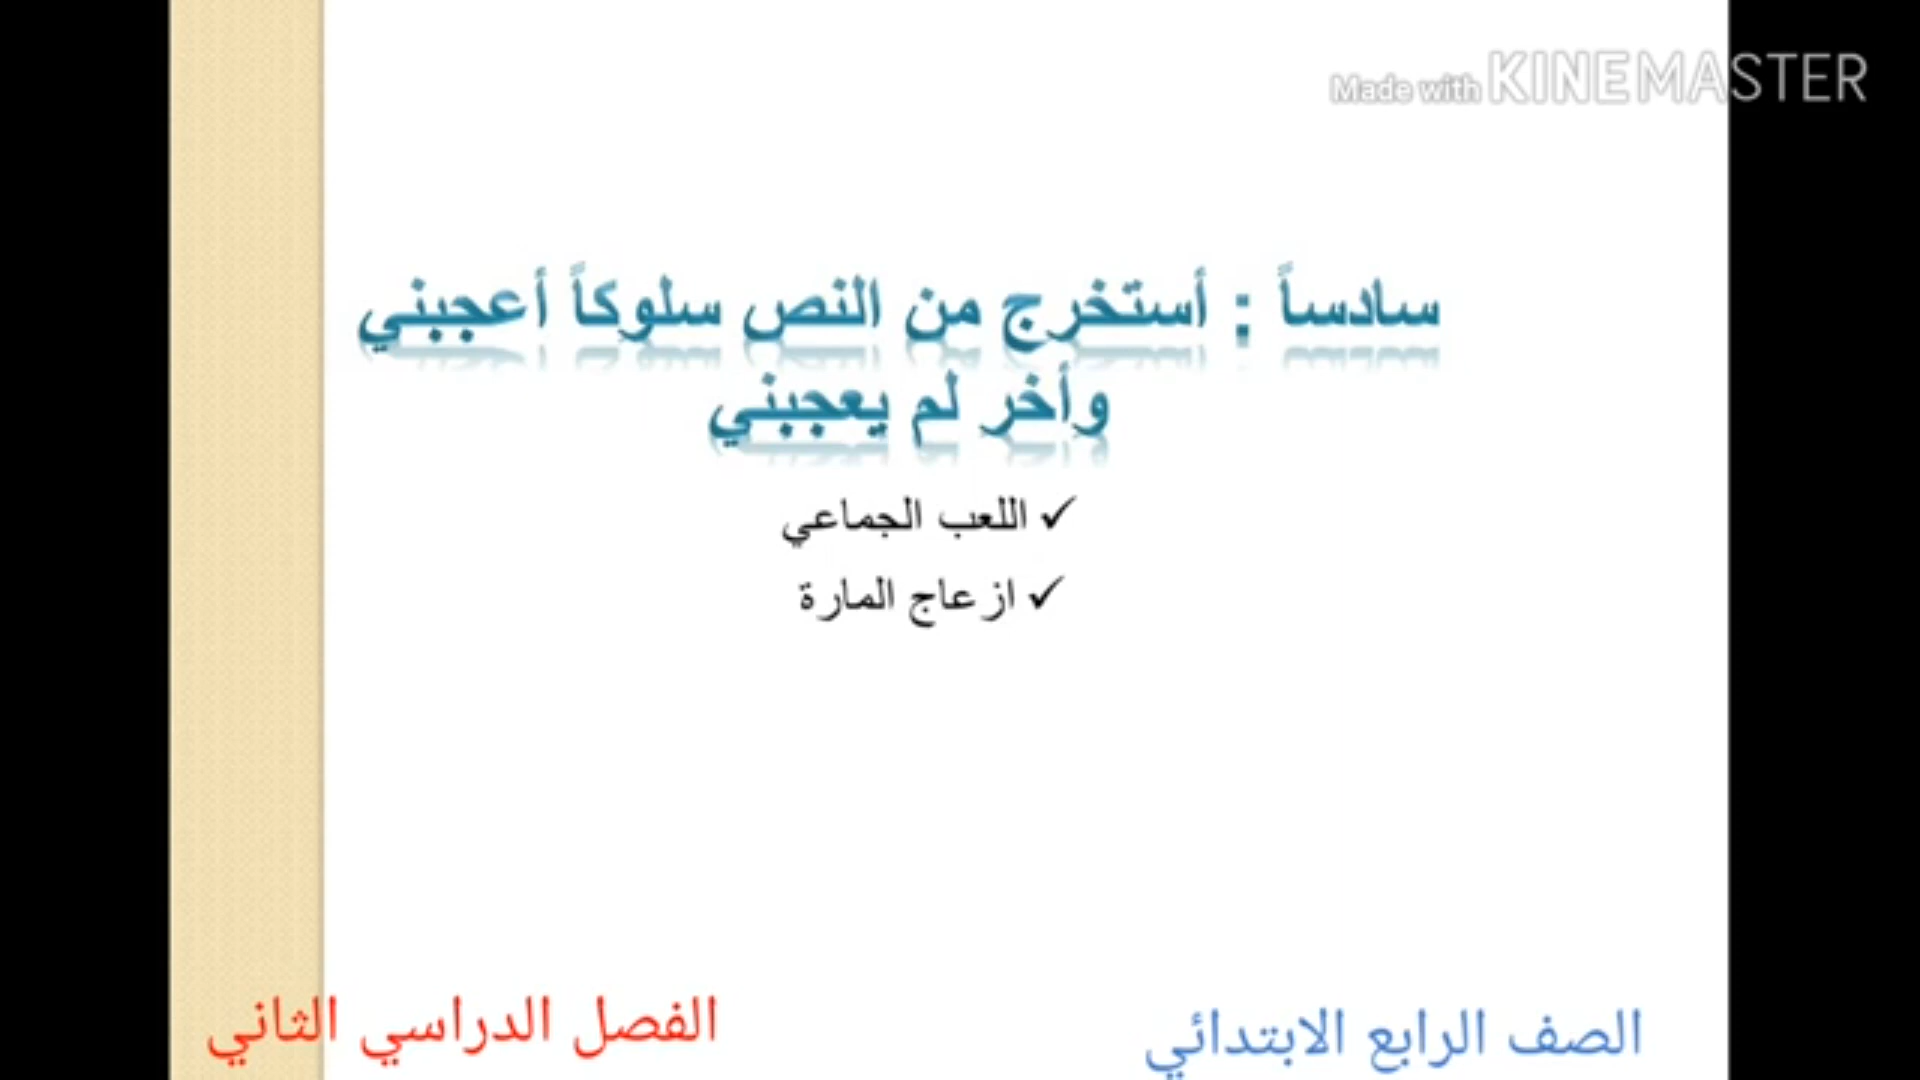 Made with KINEMASTER
سادساً : أستخرج من النص سلوكاً أعجبني
وأخر لم يعجبني
✓ اللعب الجماعي
✓ ازعاج المارة
الصف الرابع الابتدائي
الفصل الدراسي الثاني